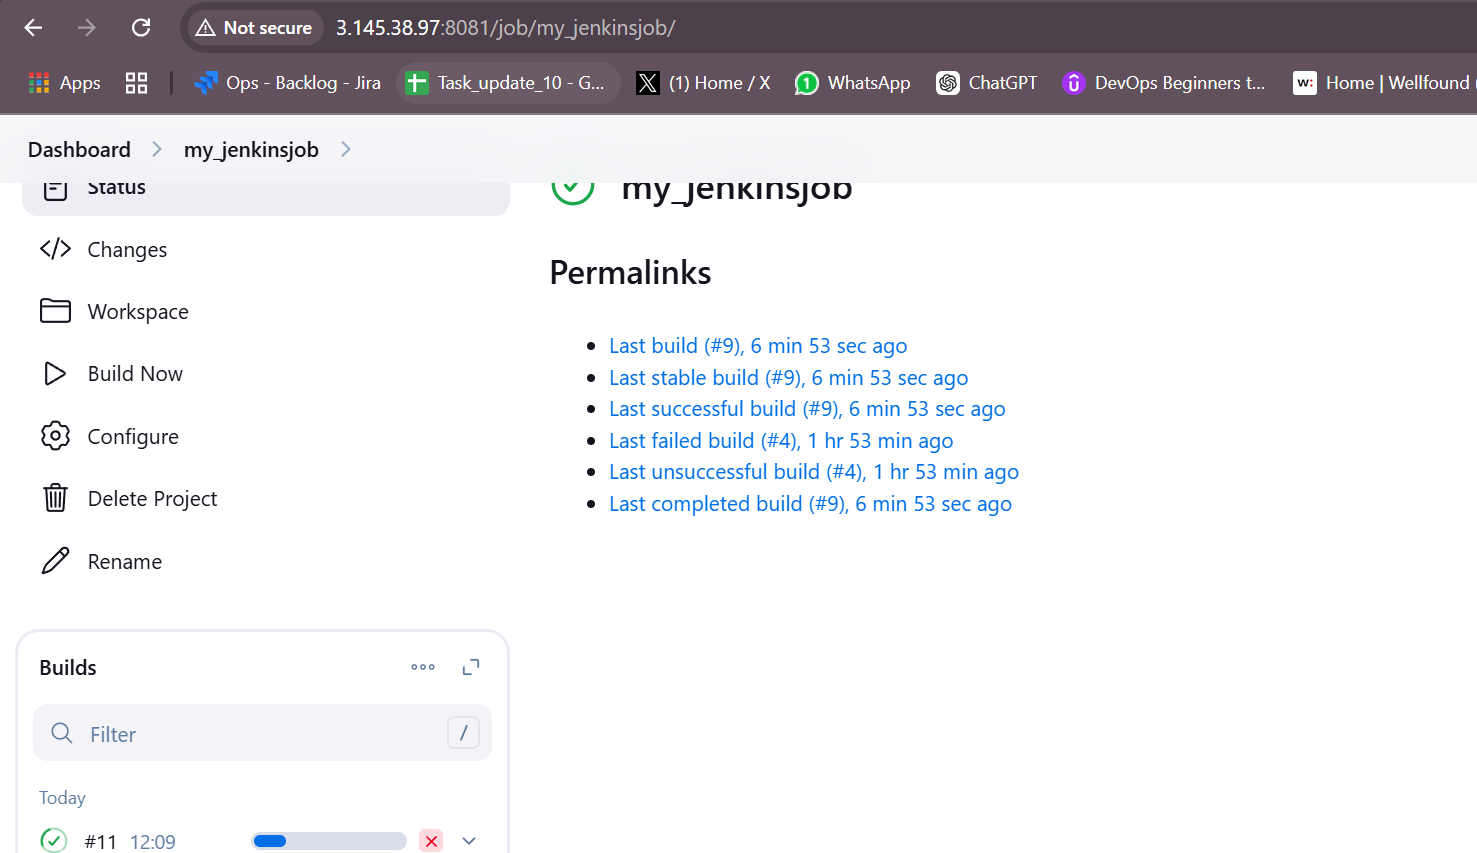 Not secure 3.145.38.97:8081/job/my_jenkinsjob/
Apps Ops - Backlog - Jira Task_update_10 - G... X (1) Home / X 1 WhatsApp ChatGPT DevOps Beginners t... w: Home | Wellfound
Dashboard my_jenkinsjob
Status
my_jenkinsjob
Changes
Permalinks
Workspace
Last build (#9), 6 min 53 sec ago
Build Now
Last stable build (#9), 6 min 53 sec ago
Last successful build (#9), 6 min 53 sec ago
Configure
Last failed build (#4), 1 hr 53 min ago
Last unsuccessful build (#4), 1 hr 53 min ago
Delete Project
Last completed build (#9), 6 min 53 sec ago
Rename
Builds
Filter /
Today
#11 12:09